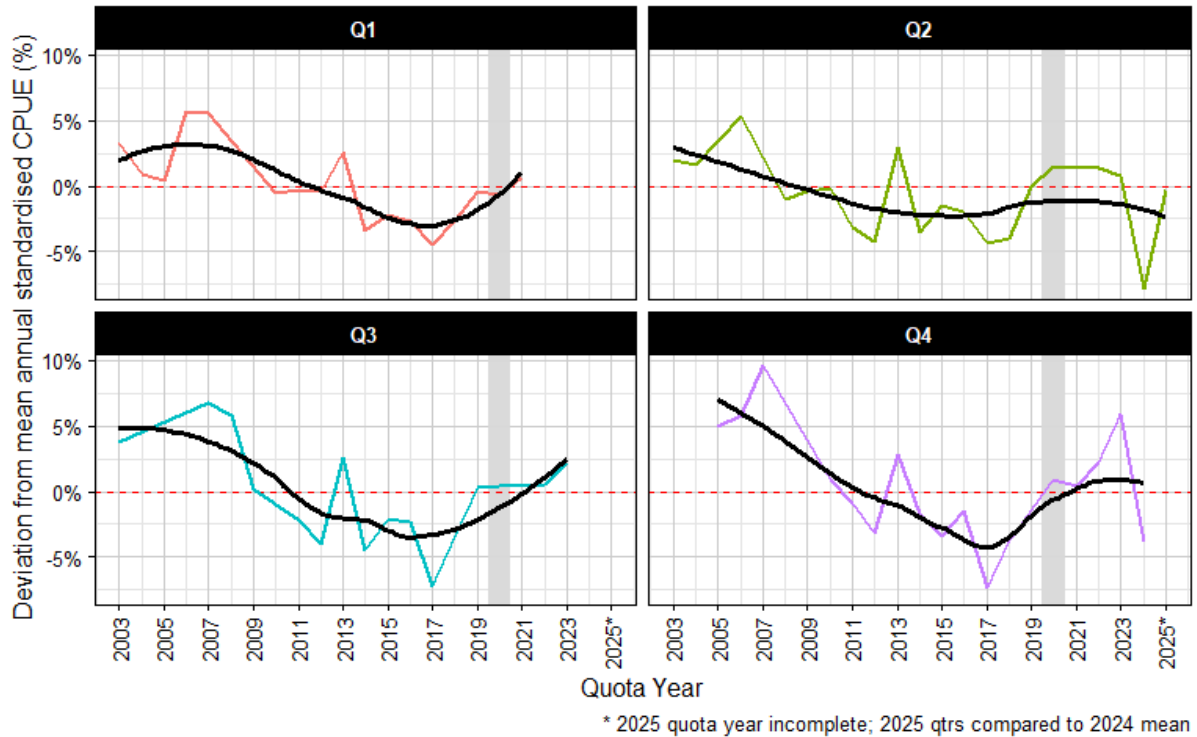 Deviation from mean annual standardised CPUE (%)
Q1
Q2
10%
5%
0%
-5%
Q3
Q4
10%
5%
0%
-5%
2003 2005 2007 2009 2011 2013 2015 2017 2019 2021 2023 2025*
2003 2005 2007 2009 2011 2013 2015 2017 2019 2021 2023 2025*
Quota Year
* 2025 quota year incomplete; 2025 qtrs compared to 2024 mean